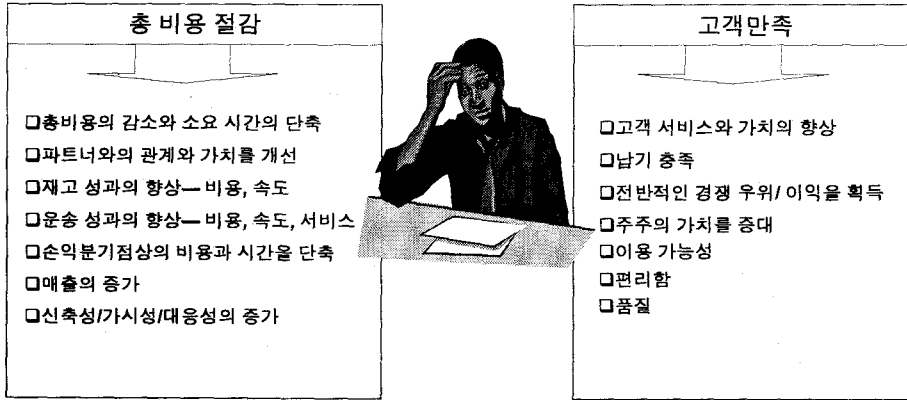 총 비용 절감
❑총비용의 감소와 소요 시간의 단축
❑파트너와의 관계와 가치를 개선
❑재고 성과의 향상— 비용, 속도
❑운송 성과의 향상— 비용, 속도, 서비스
❑손익분기점상의 비용과 시간을 단축
❑매출의 증가
❑신축성/가시성/대응성의 증가
고객만족
❑고객 서비스와 가치의 향상
❑납기 충족
❑전반적인 경쟁 우위/ 이익을 획득
❑주주의 가치를 증대
❑이용 가능성
❑편리함
❑품질